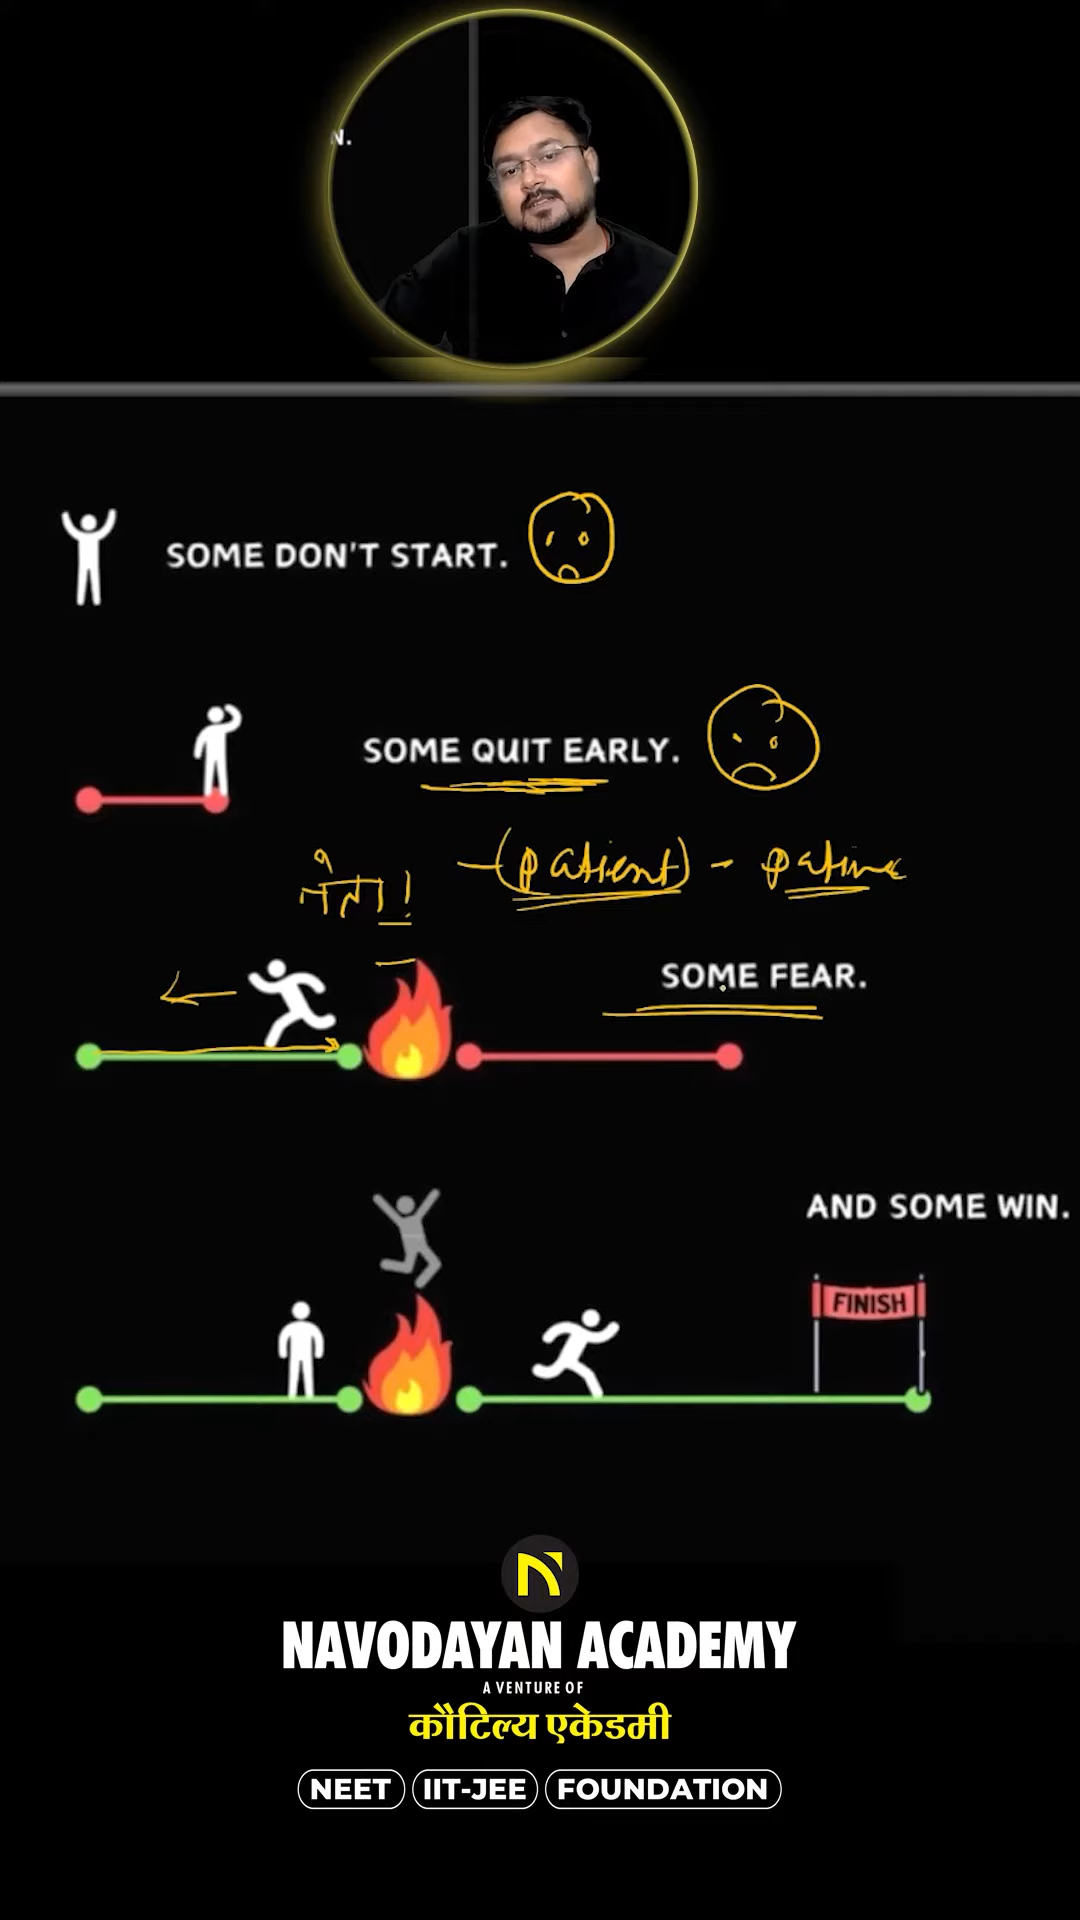 N.
SOME DON'T START.
SOME QUIT EARLY.
(patient) -
SOME FEAR.
AND SOME WIN.
FINISH
NAVODAYAN ACADEMY
A VENTURE OF
कौटिल्य एकेडमी
NEET IIT-JEE FOUNDATION